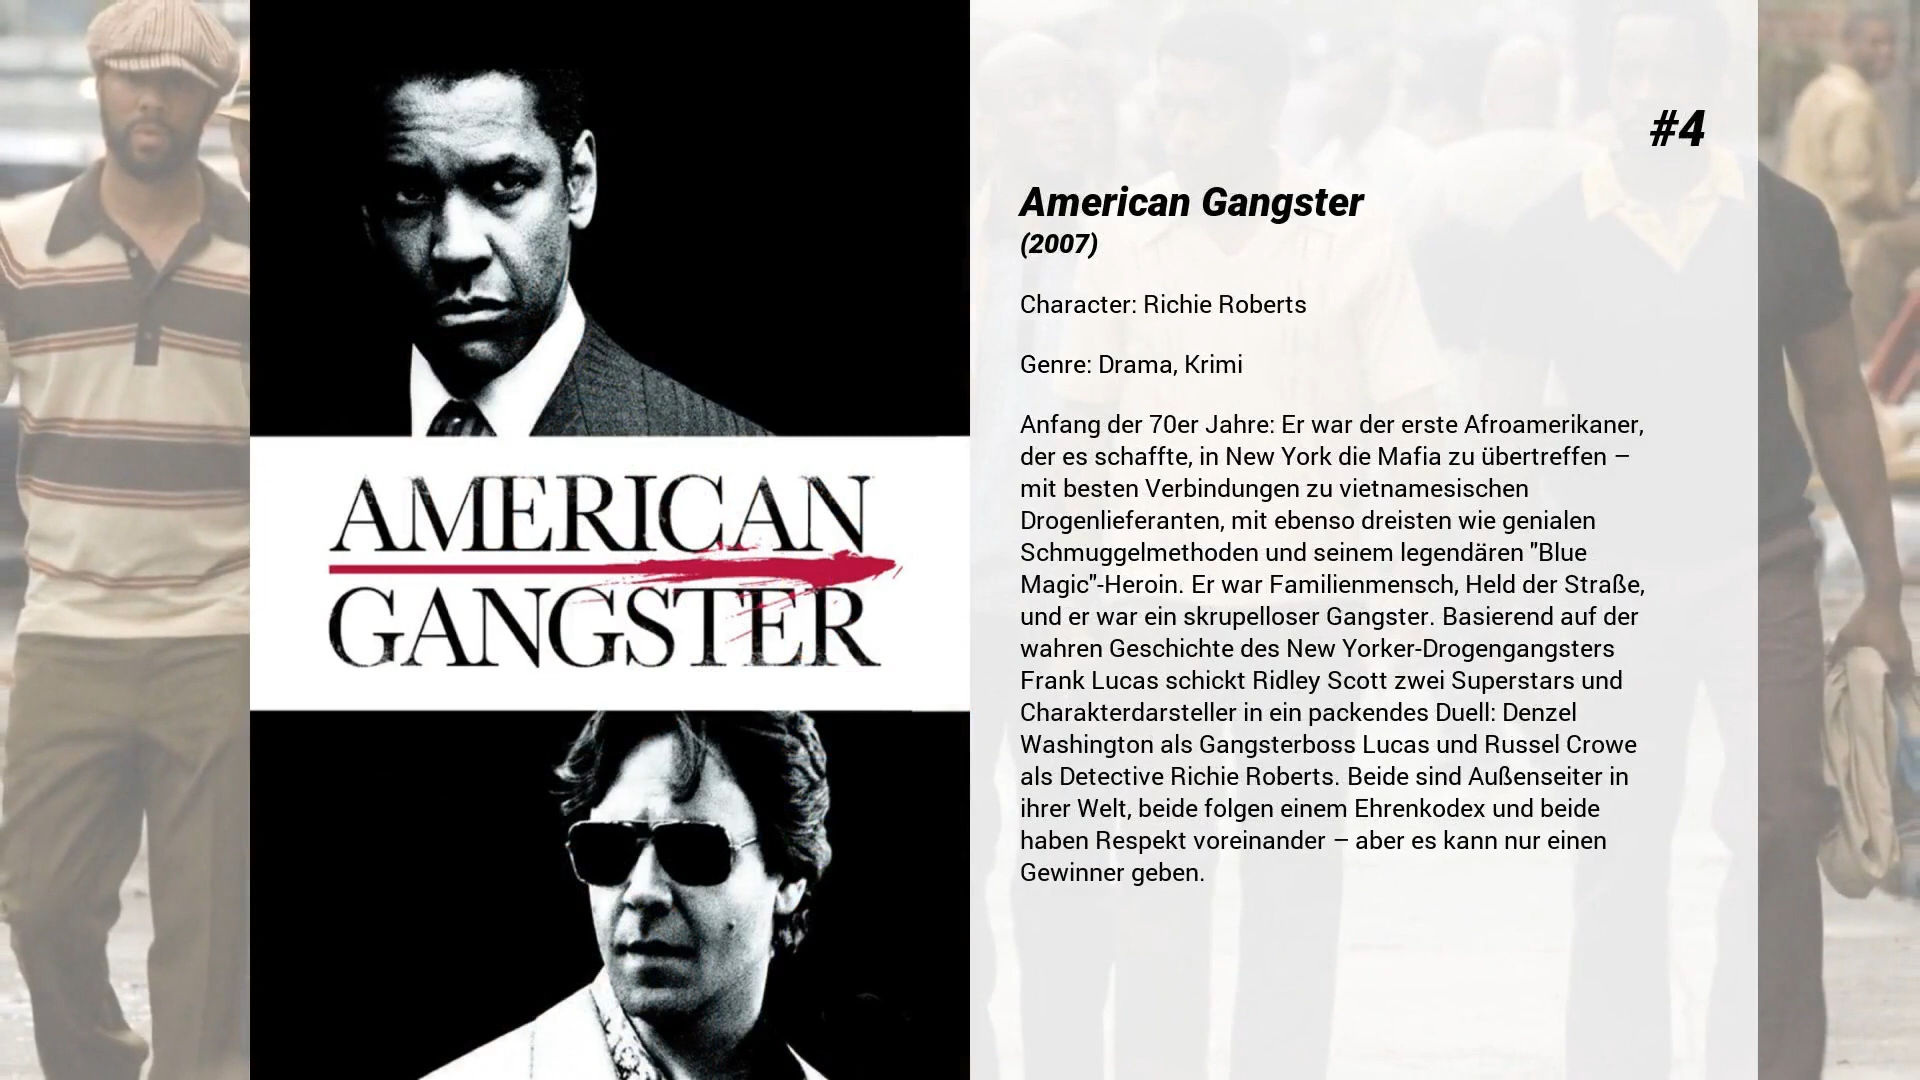 AMERICAN
GANGSTER
#4
American Gangster
(2007)
Character: Richie Roberts
Genre: Drama, Krimi
Anfang der 70er Jahre: Er war der erste Afroamerikaner,
der es schaffte, in New York die Mafia zu übertreffen –
mit besten Verbindungen zu vietnamesischen
Drogenlieferanten, mit ebenso dreisten wie genialen
Schmuggelmethoden und seinem legendären "Blue
Magic"-Heroin. Er war Familienmensch, Held der Straße,
und er war ein skrupelloser Gangster. Basierend auf der
wahren Geschichte des New Yorker-Drogengangsters
Frank Lucas schickt Ridley Scott zwei Superstars und
Charakterdarsteller in ein packendes Duell: Denzel
Washington als Gangsterboss Lucas und Russel Crowe
als Detective Richie Roberts. Beide sind Außenseiter in
ihrer Welt, beide folgen einem Ehrenkodex und beide
haben Respekt voreinander – aber es kann nur einen
Gewinner geben.